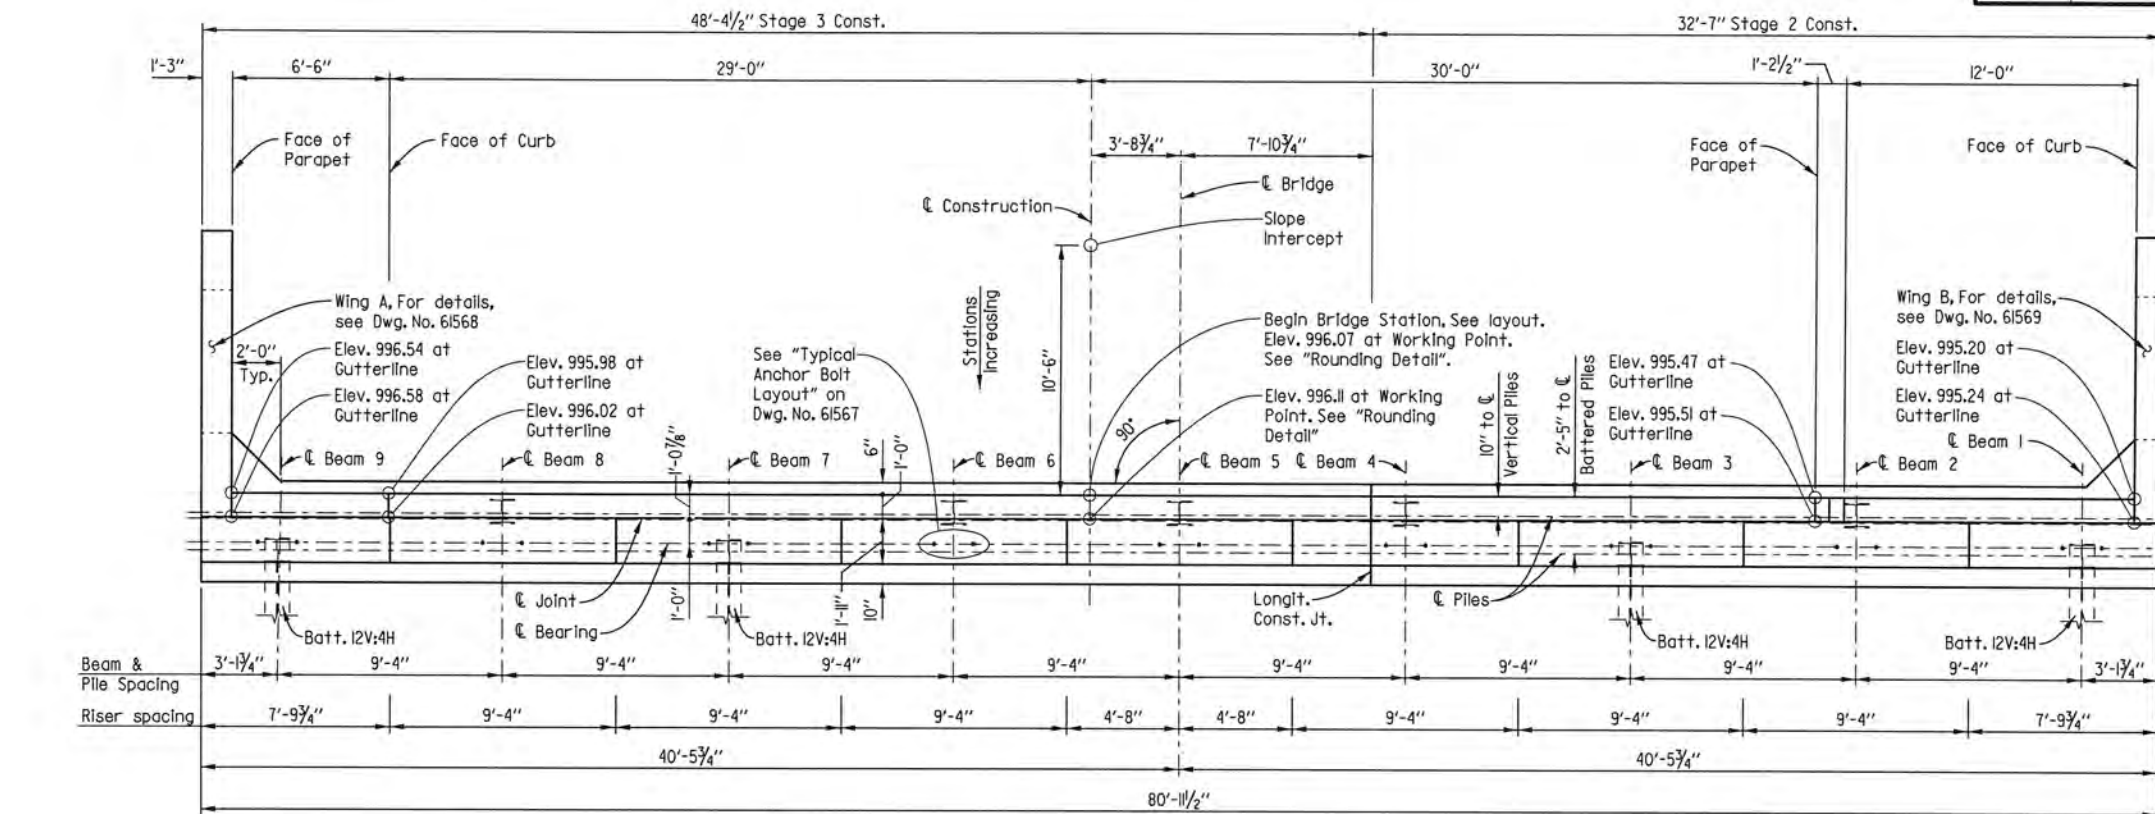 48'-4½" Stage 3 Const.
32'-7" Stage 2 Const.
1'-3"
6'-6"
29'-0"
30'-0"
1'-2½"
12'-0"
Face of
Parapet
Face of Curb
3'-8¾"
7'-10¾"
℄ Bridge
℄ Construction
Slope
Intercept
Face of
Parapet
Face of Curb
Wing A, For details,
see Dwg. No. 61568
2'-0"
Typ.
Elev. 996.54 at
Gutterline
Elev. 996.58 at
Gutterline
Elev. 995.98 at
Gutterline
Elev. 996.02 at
Gutterline
See "Typical
Anchor Bolt
Layout" on
Dwg. No. 61567
Stations
Increasing
10'-6"
Begin Bridge Station, See layout.
Elev. 996.07 at Working Point.
See "Rounding Detail".
Elev. 996.11 at Working
Point. See "Rounding
Detail"
90°
10" to ℄
Vertical Piles
2'-5" to ℄
Battered Piles
Elev. 995.47 at
Gutterline
Elev. 995.51 at
Gutterline
Wing B, For details,
see Dwg. No. 61569
Elev. 995.20 at
Gutterline
Elev. 995.24 at
Gutterline
℄ Beam 9
℄ Beam 8
1'-0⅞"
℄ Beam 7
6"
1'-0"
℄ Beam 6
℄ Beam 5
℄ Beam 4
℄ Beam 3
℄ Beam 2
℄ Beam 1
℄ Joint
℄ Bearing
1'-0"
1'-11"
10"
Longit.
Const. Jt.
℄ Piles
Batt. 12V:4H
Batt. 12V:4H
Batt. 12V:4H
Batt. 12V:4H
Beam &
Pile Spacing
3'-1¾"
9'-4"
9'-4"
9'-4"
9'-4"
9'-4"
9'-4"
9'-4"
9'-4"
3'-1¾"
Riser spacing
7'-9¾"
9'-4"
9'-4"
9'-4"
4'-8"
4'-8"
9'-4"
9'-4"
9'-4"
7'-9¾"
40'-5¾"
40'-5¾"
80'-11½"